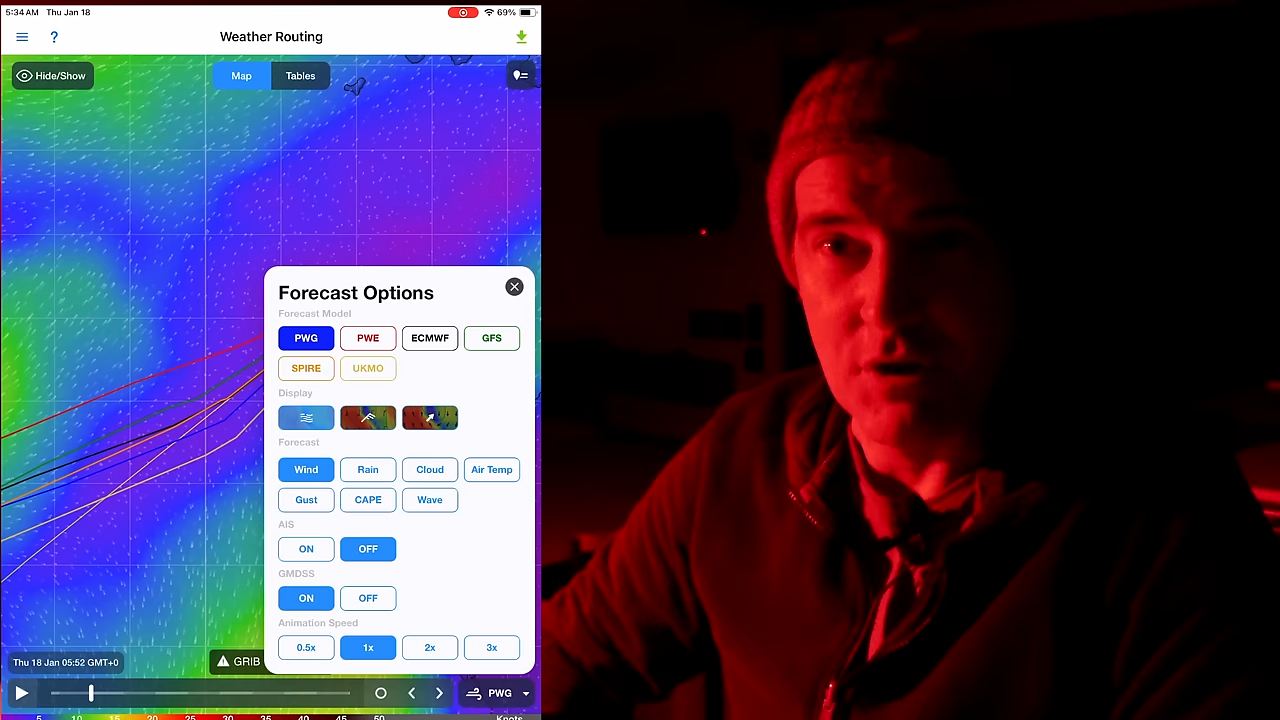 5:34 AM Thu Jan 18 69%
? Weather Routing
Hide/Show Map Tables
Forecast Options
Forecast Model
PWG PWE ECMWF GFS
SPIRE UKMO
Display
Forecast
Wind Rain Cloud Air Temp
Gust CAPE Wave
AIS
ON OFF
GMDSS
ON OFF
Animation Speed
0.5x 1x 2x 3x
Thu 18 Jan 05:52 GMT+0 GRIB
PWG
5 10 15 20 25 30 35 40 45 50 Knots